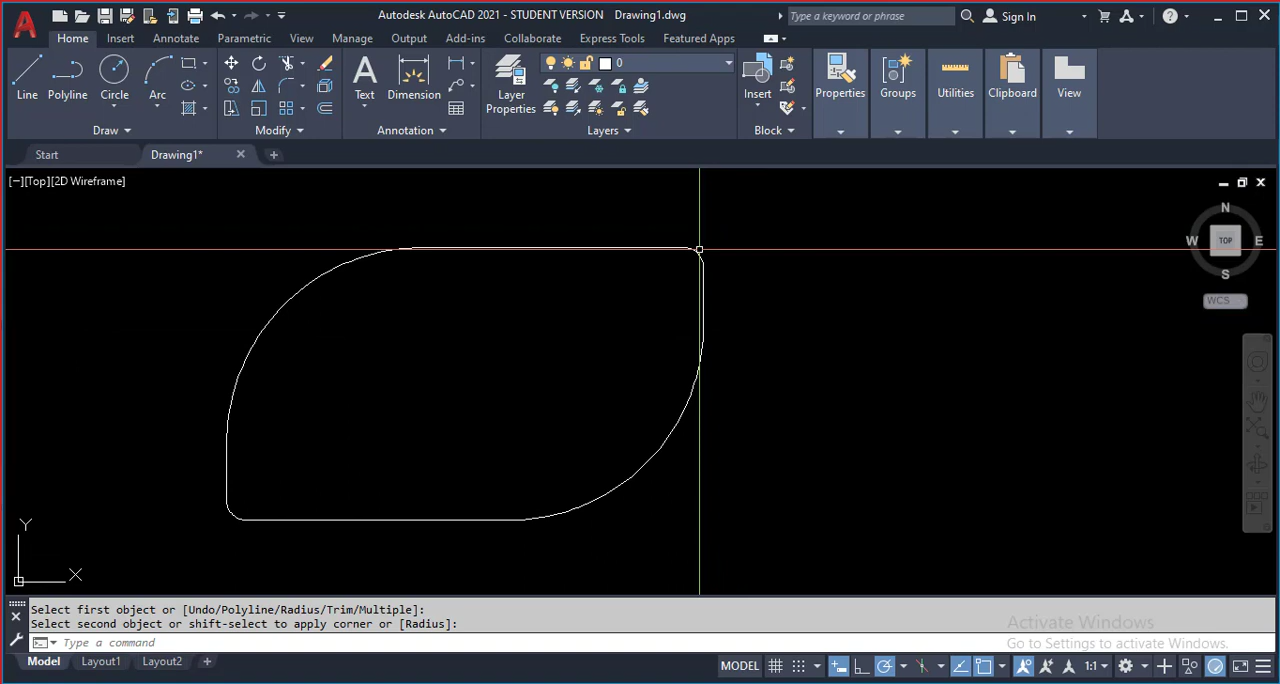 Autodesk AutoCAD 2021 - STUDENT VERSION Drawing1.dwg
Type a keyword or phrase
Sign In
Home Insert Annotate Parametric View Manage Output Add-ins Collaborate Express Tools Featured Apps
0
Line Polyline Circle Arc
Text Dimension
Layer
Properties
Insert
Properties Groups Utilities Clipboard View
Draw Modify Annotation Layers Block
Start Drawing1*
[−][Top][2D Wireframe]
N
W TOP E
S
WCS
Y
X
Select first object or [Undo/Polyline/Radius/Trim/Multiple]:
Select second object or shift-select to apply corner or [Radius]:
Type a command
Activate Windows
Go to Settings to activate Windows.
Model Layout1 Layout2
MODEL 1:1